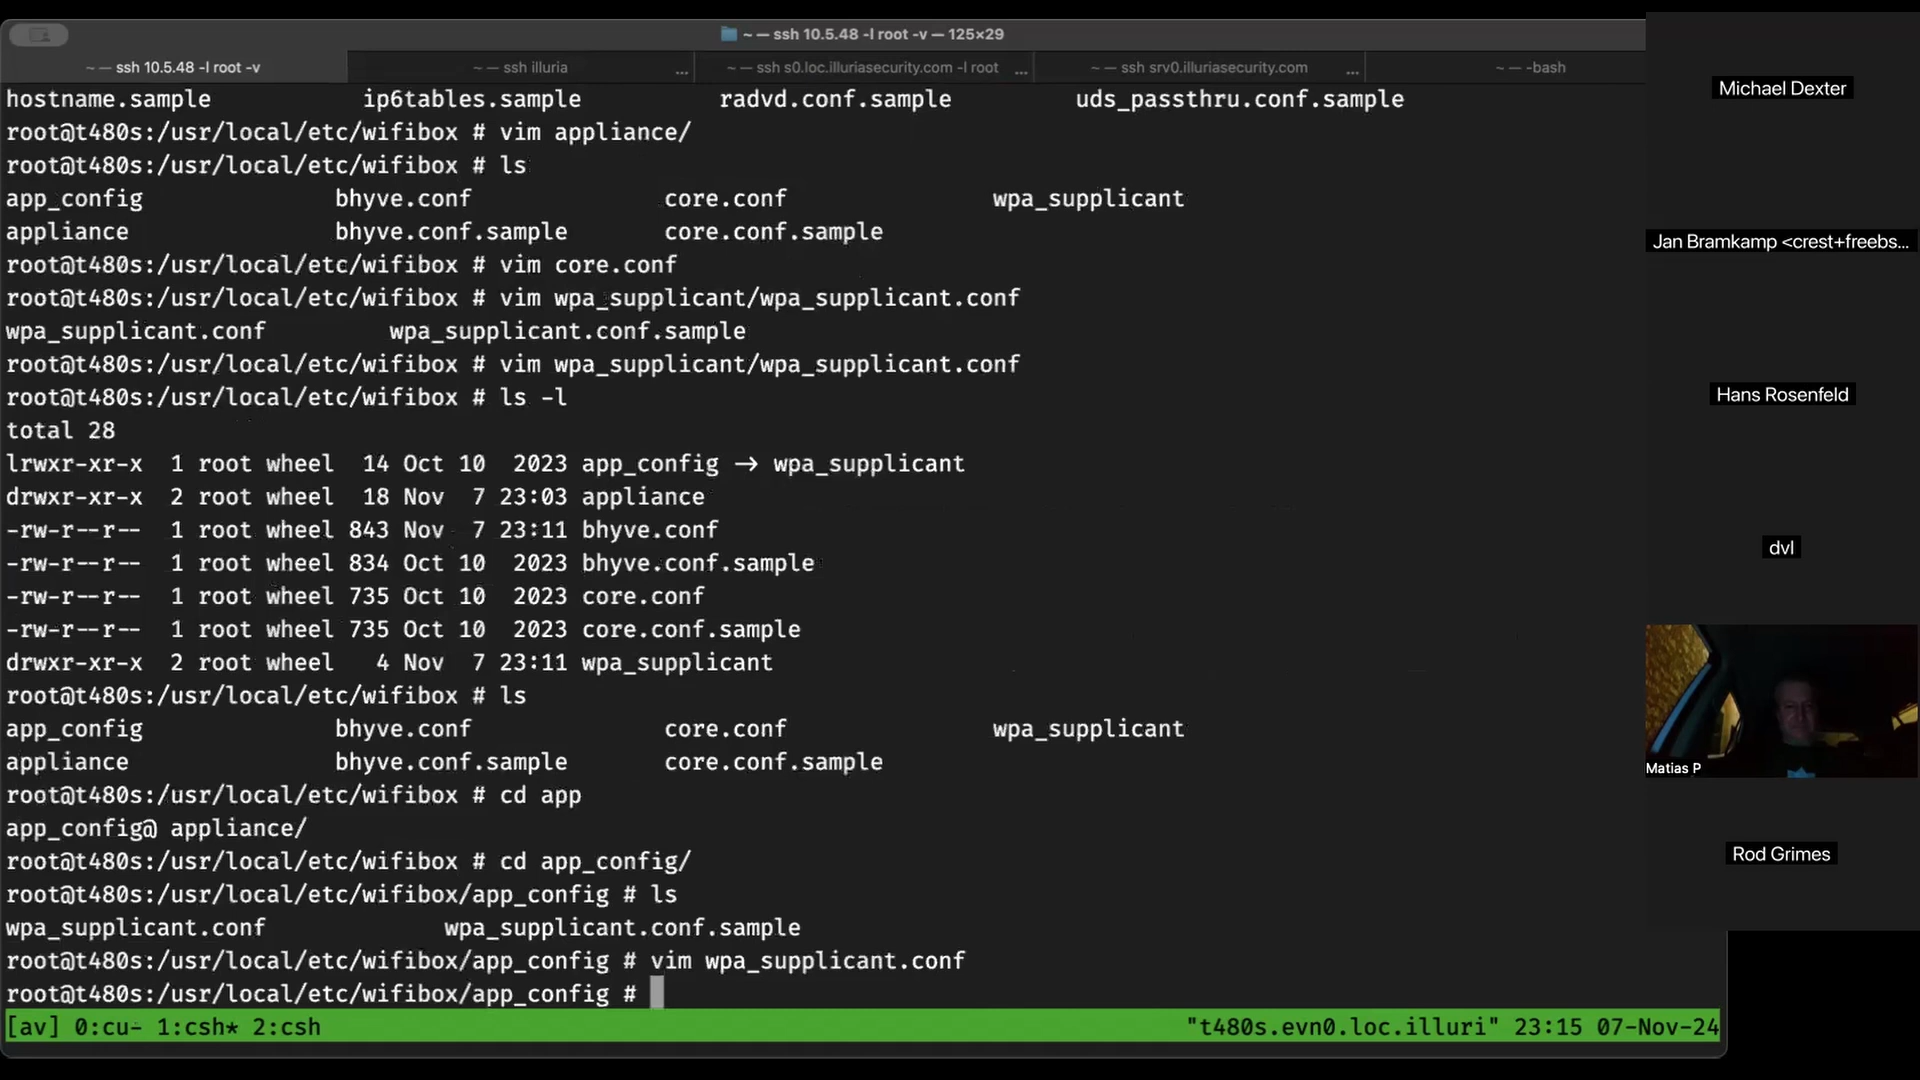 ~ — ssh 10.5.48 -l root -v — 125×29
~ — ssh 10.5.48 -l root -v
~ — ssh illuria ...
~ — ssh s0.loc.illuriasecurity.com -l root ...
~ — ssh srv0.illuriasecurity.com ...
~ — -bash
hostname.sample ip6tables.sample radvd.conf.sample uds_passthru.conf.sample
root@t480s:/usr/local/etc/wifibox # vim appliance/
root@t480s:/usr/local/etc/wifibox # ls
app_config bhyve.conf core.conf wpa_supplicant
appliance bhyve.conf.sample core.conf.sample
root@t480s:/usr/local/etc/wifibox # vim core.conf
root@t480s:/usr/local/etc/wifibox # vim wpa_supplicant/wpa_supplicant.conf
wpa_supplicant.conf wpa_supplicant.conf.sample
root@t480s:/usr/local/etc/wifibox # vim wpa_supplicant/wpa_supplicant.conf
root@t480s:/usr/local/etc/wifibox # ls -l
total 28
lrwxr-xr-x 1 root wheel 14 Oct 10 2023 app_config -> wpa_supplicant
drwxr-xr-x 2 root wheel 18 Nov 7 23:03 appliance
-rw-r--r-- 1 root wheel 843 Nov 7 23:11 bhyve.conf
-rw-r--r-- 1 root wheel 834 Oct 10 2023 bhyve.conf.sample
-rw-r--r-- 1 root wheel 735 Oct 10 2023 core.conf
-rw-r--r-- 1 root wheel 735 Oct 10 2023 core.conf.sample
drwxr-xr-x 2 root wheel 4 Nov 7 23:11 wpa_supplicant
root@t480s:/usr/local/etc/wifibox # ls
app_config bhyve.conf core.conf wpa_supplicant
appliance bhyve.conf.sample core.conf.sample
root@t480s:/usr/local/etc/wifibox # cd app
app_config@ appliance/
root@t480s:/usr/local/etc/wifibox # cd app_config/
root@t480s:/usr/local/etc/wifibox/app_config # ls
wpa_supplicant.conf wpa_supplicant.conf.sample
root@t480s:/usr/local/etc/wifibox/app_config # vim wpa_supplicant.conf
root@t480s:/usr/local/etc/wifibox/app_config #
[av] 0:cu- 1:csh* 2:csh "t480s.evn0.loc.illuri" 23:15 07-Nov-24
Michael Dexter
Jan Bramkamp <crest+freebs...
Hans Rosenfeld
dvl
Matias P
Rod Grimes